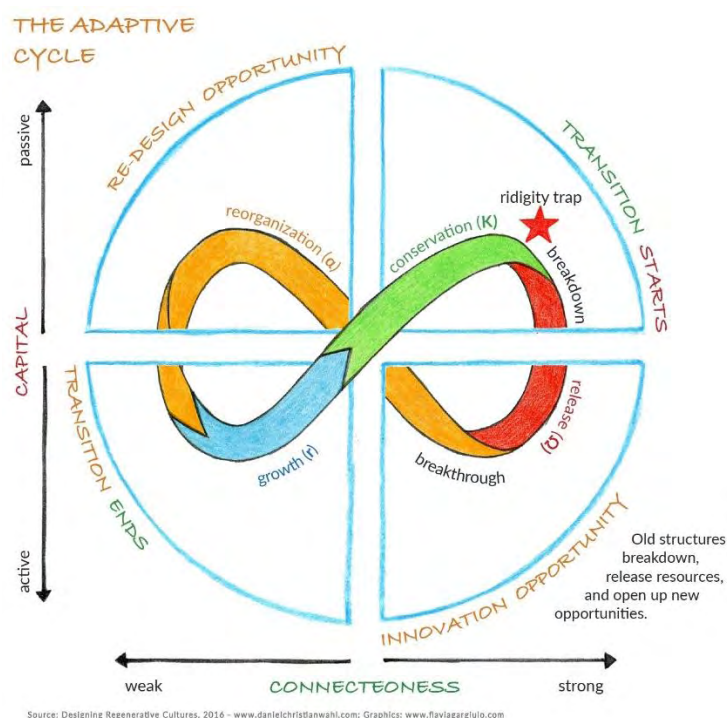 THE ADAPTIVE
CYCLE
RE-DESIGN OPPORTUNITY
TRANSITION STARTS
passive
ridigity trap
reorganization (α)
conservation (K)
breakdown
CAPITAL
release (Ω)
growth (r)
breakthrough
TRANSITION ENDS
active
INNOVATION OPPORTUNITY
Old structures
breakdown,
release resources,
and open up new
opportunities.
weak
CONNECTEONESS
strong
Source: Designing Regenerative Cultures, 2016 - www.danielchristianwahl.com; Graphics: www.flaviagargiulo.com